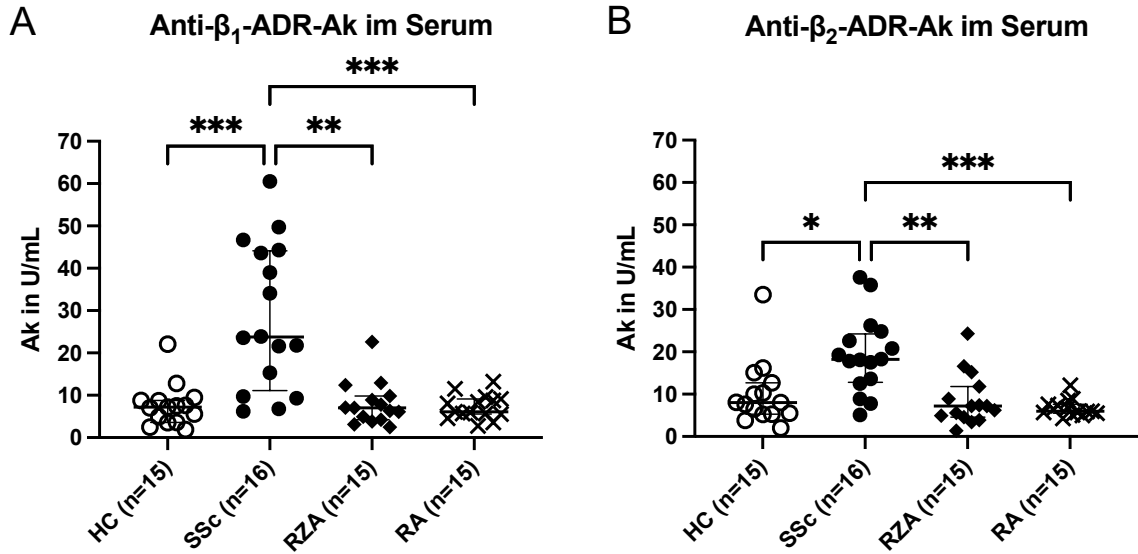 A
Anti-β₁-ADR-Ak im Serum
***
***
**
70
60
50
40
30
20
10
0
Ak in U/mL
HC (n=15)
SSc (n=16)
RZA (n=15)
RA (n=15)
B
Anti-β₂-ADR-Ak im Serum
***
*
**
70
60
50
40
30
20
10
0
Ak in U/mL
HC (n=15)
SSc (n=16)
RZA (n=15)
RA (n=15)